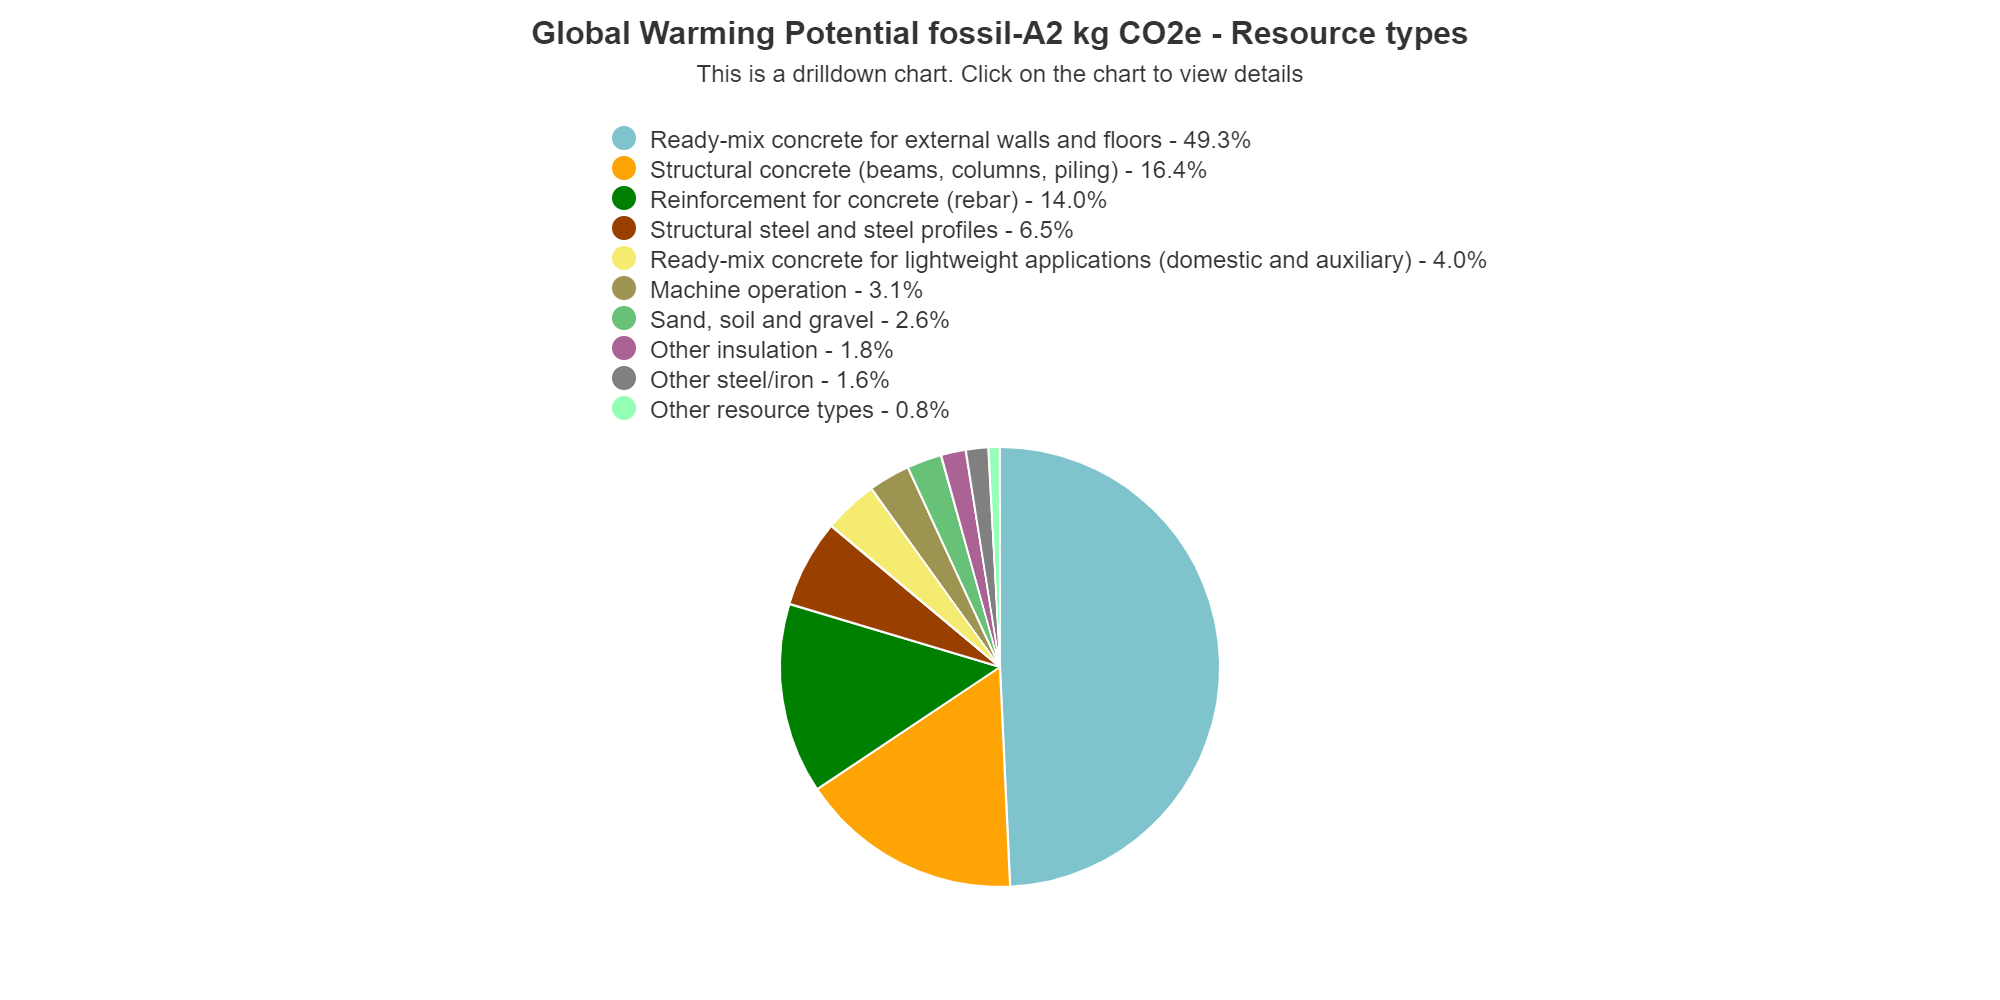 Global Warming Potential fossil-A2 kg CO2e - Resource types
This is a drilldown chart. Click on the chart to view details
Ready-mix concrete for external walls and floors - 49.3%
Structural concrete (beams, columns, piling) - 16.4%
Reinforcement for concrete (rebar) - 14.0%
Structural steel and steel profiles - 6.5%
Ready-mix concrete for lightweight applications (domestic and auxiliary) - 4.0%
Machine operation - 3.1%
Sand, soil and gravel - 2.6%
Other insulation - 1.8%
Other steel/iron - 1.6%
Other resource types - 0.8%